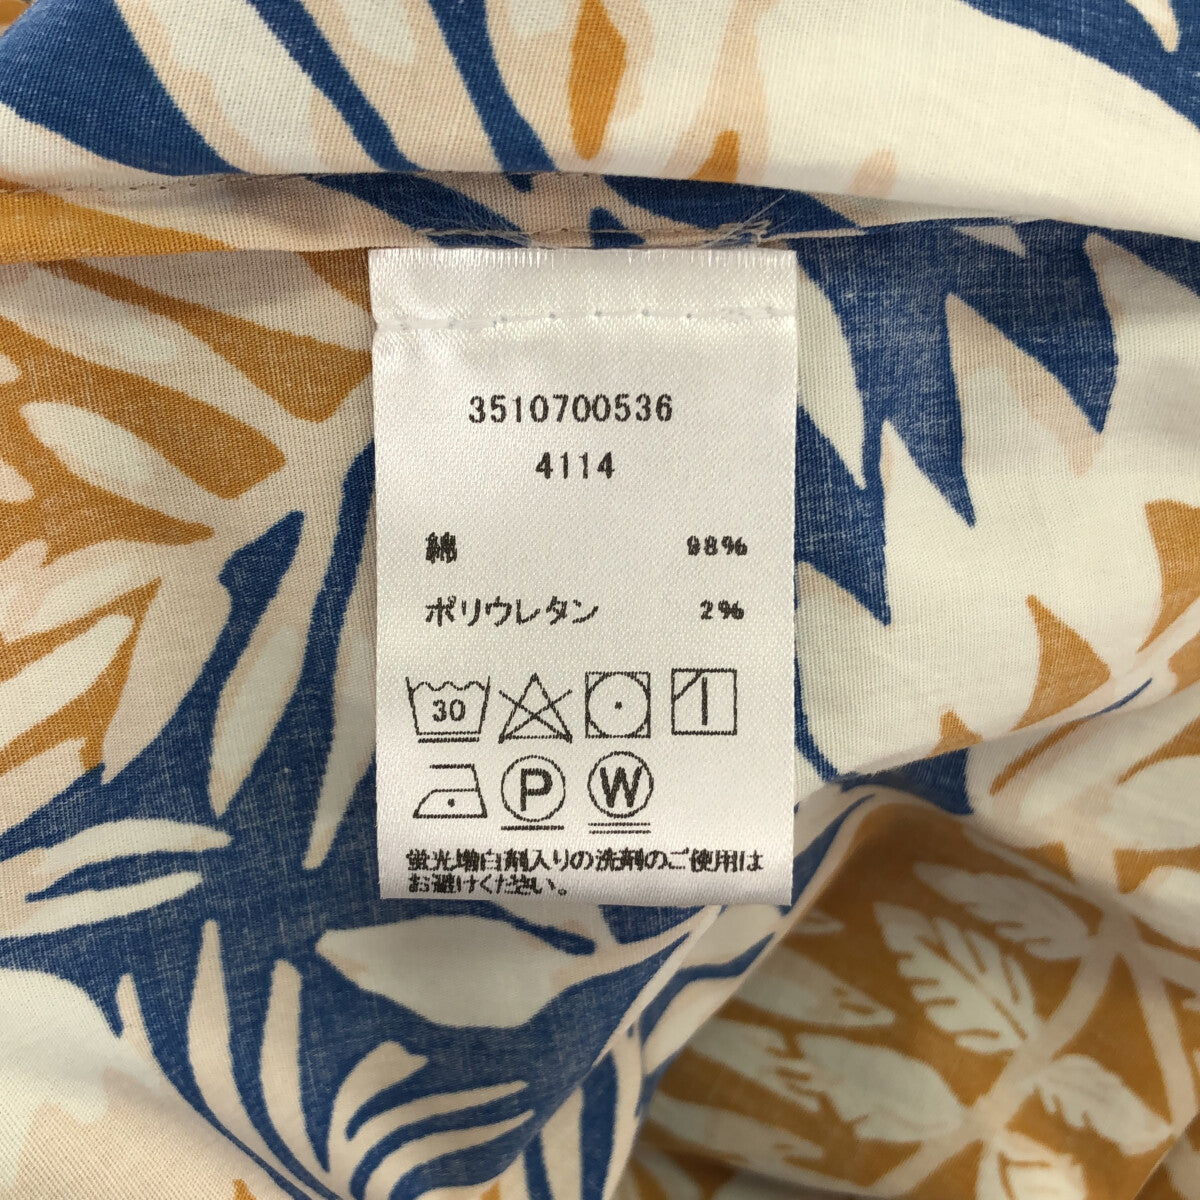 3510700536
4114
綿 98%
ポリウレタン 2%
30
P W
蛍光増白剤入りの洗剤のご使用は
お避けください。